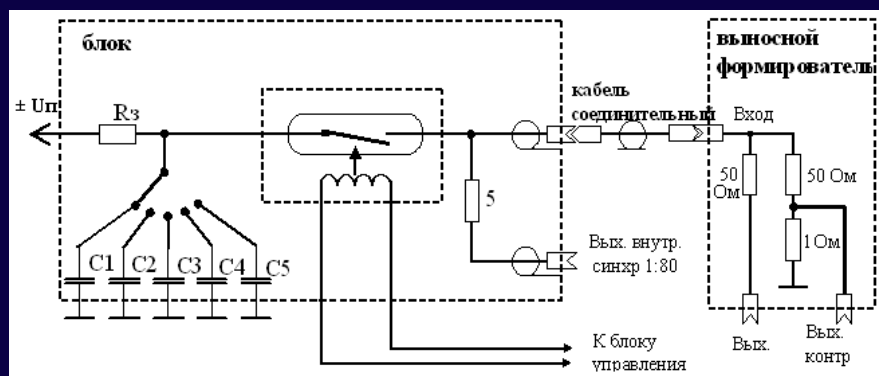 блок
выносной
формирователь
± Uп
Rз
кабель
соединительный
Вход
50
Ом
50 Ом
5
1 Ом
Вых. внутр.
синхр 1:80
C1
C2
C3
C4
C5
К блоку
управления
Вых.
Вых.
контр